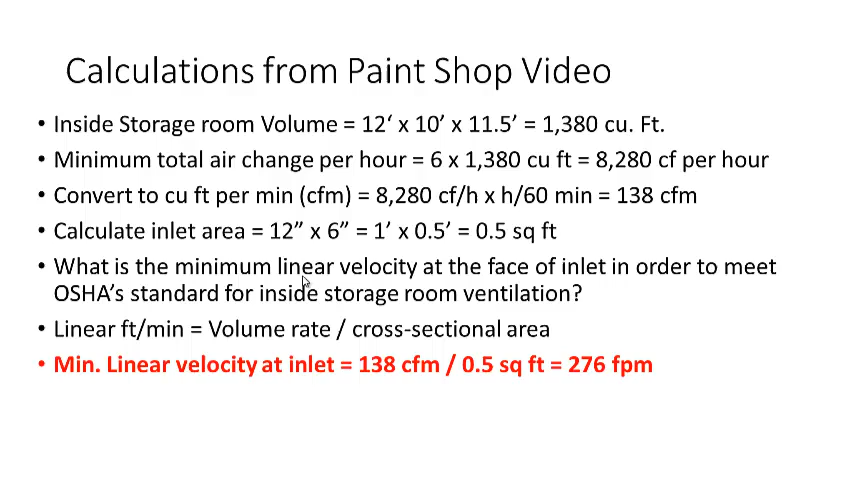 Calculations from Paint Shop Video
• Inside Storage room Volume = 12‘ x 10’ x 11.5’ = 1,380 cu. Ft.
• Minimum total air change per hour = 6 x 1,380 cu ft = 8,280 cf per hour
• Convert to cu ft per min (cfm) = 8,280 cf/h x h/60 min = 138 cfm
• Calculate inlet area = 12” x 6” = 1’ x 0.5’ = 0.5 sq ft
• What is the minimum linear velocity at the face of inlet in order to meet
OSHA’s standard for inside storage room ventilation?
• Linear ft/min = Volume rate / cross-sectional area
• Min. Linear velocity at inlet = 138 cfm / 0.5 sq ft = 276 fpm